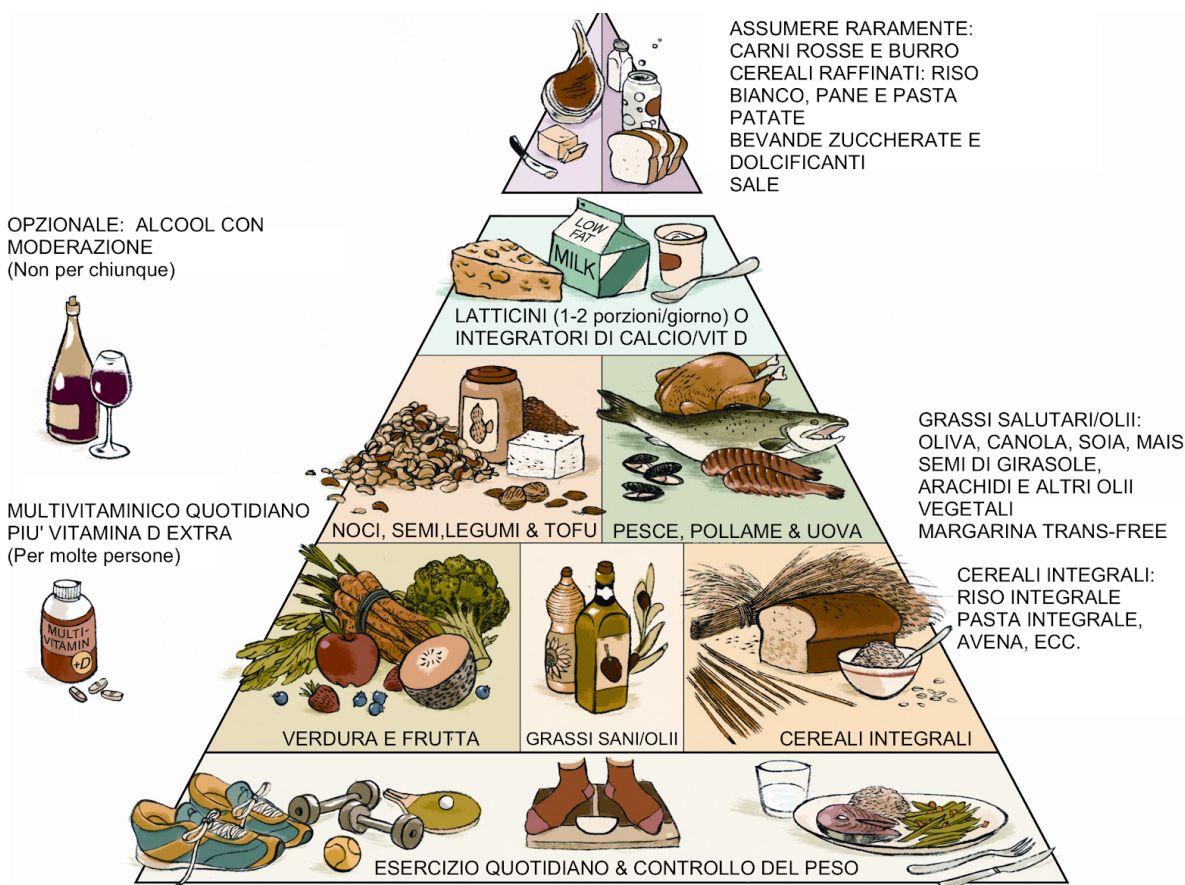 ASSUMERE RARAMENTE:
CARNI ROSSE E BURRO
CEREALI RAFFINATI: RISO
BIANCO, PANE E PASTA
PATATE
BEVANDE ZUCCHERATE E
DOLCIFICANTI
SALE
OPZIONALE: ALCOOL CON
MODERAZIONE
(Non per chiunque)
LOW
FAT
MILK
LATTICINI (1-2 porzioni/giorno) O
INTEGRATORI DI CALCIO/VIT D
GRASSI SALUTARI/OLII:
OLIVA, CANOLA, SOIA, MAIS
SEMI DI GIRASOLE,
ARACHIDI E ALTRI OLII
VEGETALI
MARGARINA TRANS-FREE
NOCI, SEMI,LEGUMI & TOFU
PESCE, POLLAME & UOVA
MULTIVITAMINICO QUOTIDIANO
PIU' VITAMINA D EXTRA
(Per molte persone)
MULTI-
VITAMIN
+D
CEREALI INTEGRALI:
RISO INTEGRALE
PASTA INTEGRALE,
AVENA, ECC.
VERDURA E FRUTTA
GRASSI SANI/OLII
CEREALI INTEGRALI
ESERCIZIO QUOTIDIANO & CONTROLLO DEL PESO